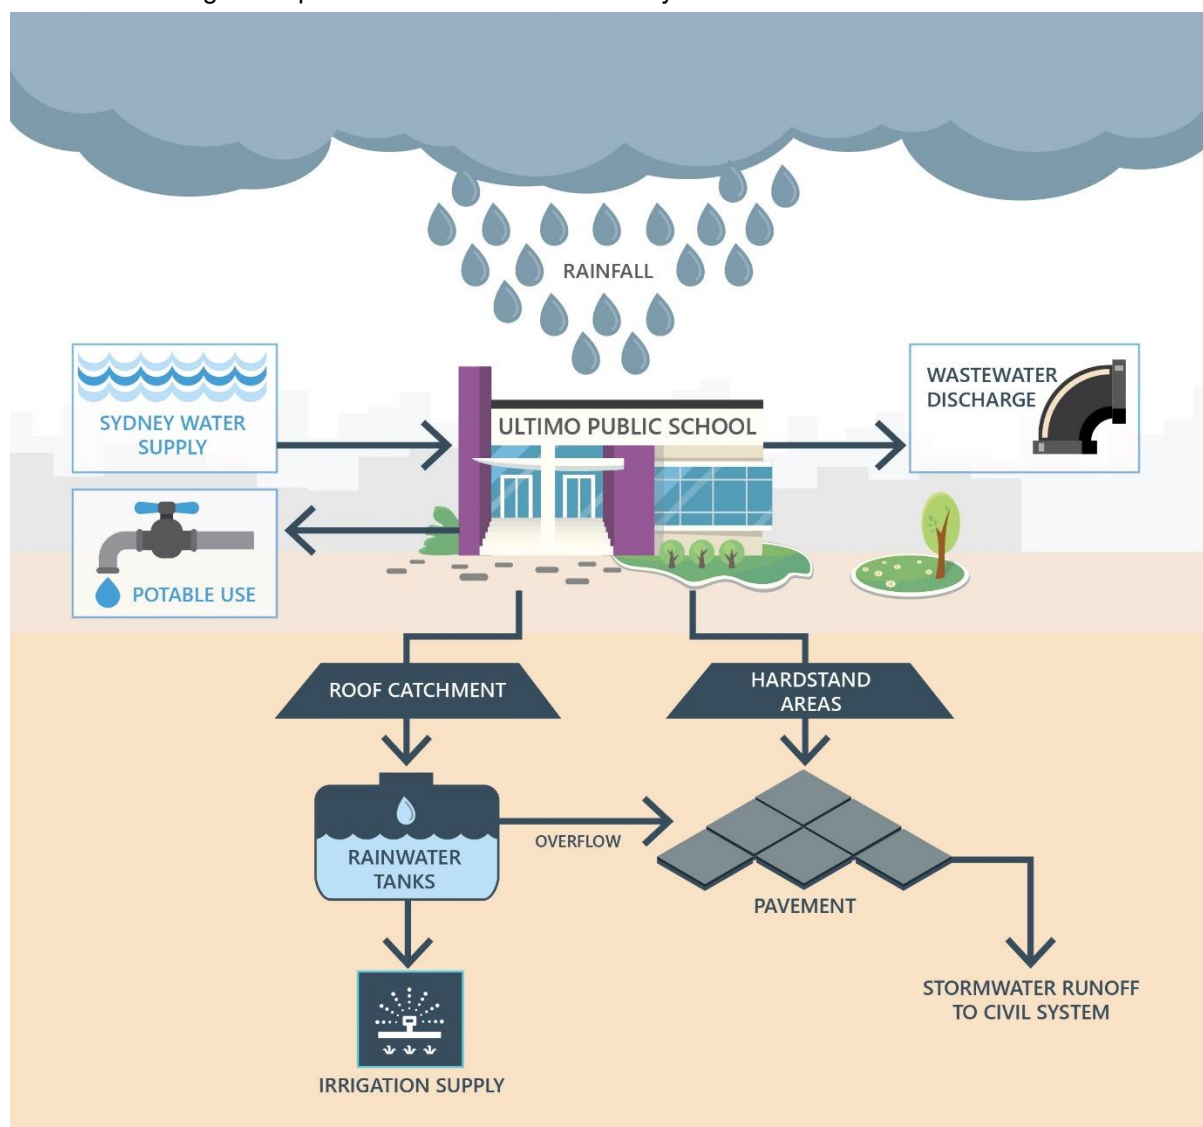 RAINFALL
SYDNEY WATER
SUPPLY
ULTIMO PUBLIC SCHOOL
WASTEWATER
DISCHARGE
POTABLE USE
ROOF CATCHMENT
HARDSTAND
AREAS
RAINWATER
TANKS
OVERFLOW
PAVEMENT
STORMWATER RUNOFF
TO CIVIL SYSTEM
IRRIGATION SUPPLY